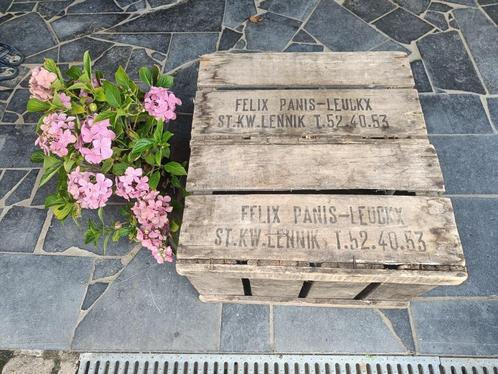 FELIX PANIS-LEUCKX
ST.KW.LENNIK T.52.40.53
FELIX PANIS-LEUCKX
ST.KW.LENNIK T.52.40.53